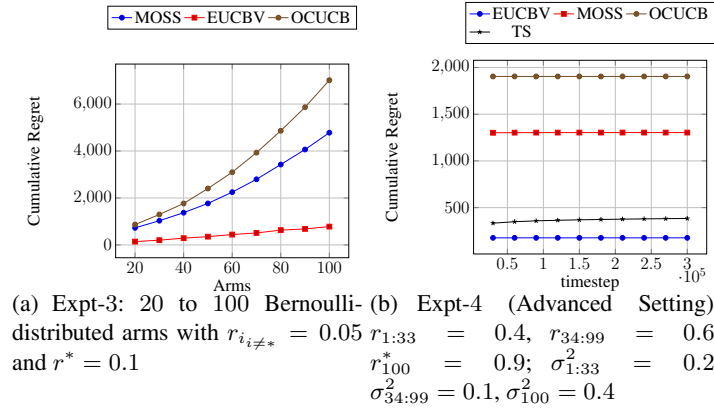 MOSS EUCBV OCUCB
6,000
4,000
2,000
0
Cumulative Regret
20 40 60 80 100
Arms
(a) Expt-3: 20 to 100 Bernoulli-
distributed arms with r_{i_{i≠*}} = 0.05
and r* = 0.1
EUCBV MOSS OCUCB
TS
2,000
1,500
1,000
500
Cumulative Regret
0.5 1 1.5 2 2.5 3
·10^5
timestep
(b) Expt-4 (Advanced Setting)
r_{1:33} = 0.4, r_{34:99} = 0.6
r^*_{100} = 0.9; σ^2_{1:33} = 0.2
σ^2_{34:99} = 0.1, σ^2_{100} = 0.4